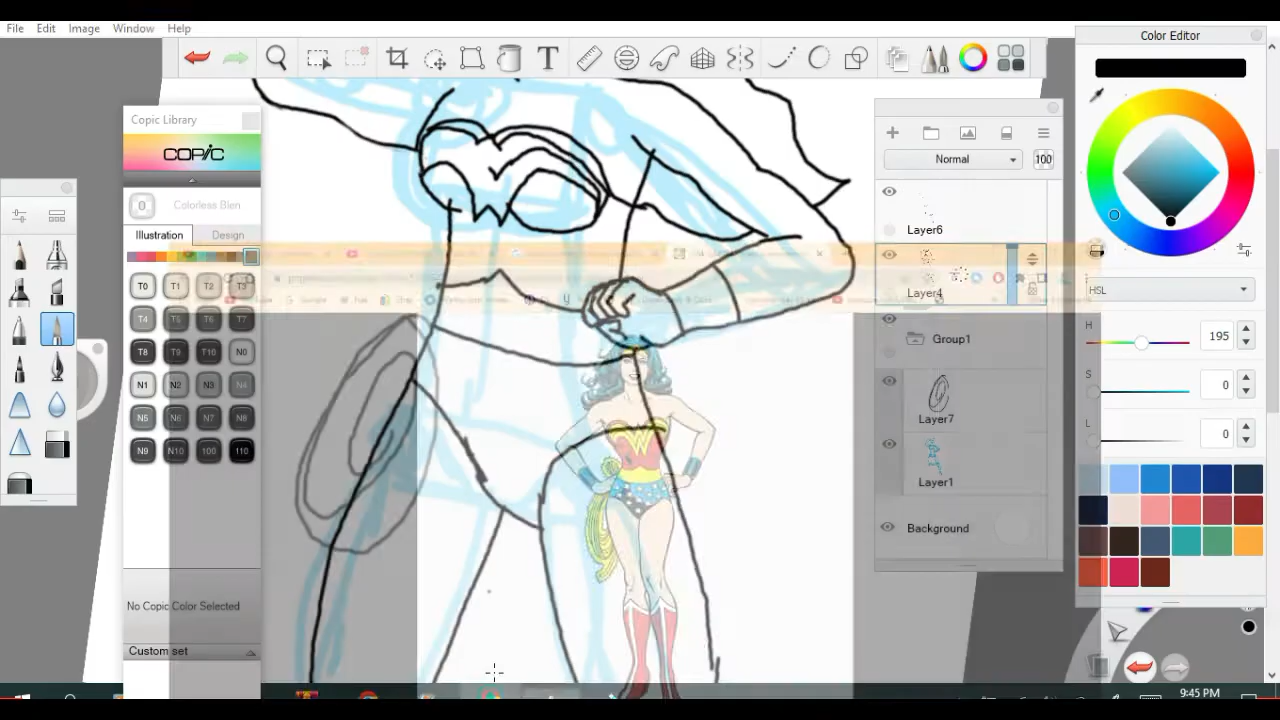 File Edit Image Window Help
Color Editor
Copic Library
COPIC
0 Colorless Blen
Illustration Design
T0 T1 T2 T3
T4 T5 T6 T7
T8 T9 T10 N0
N1 N2 N3 N4
N5 N6 N7 N8
N9 N10 100 110
No Copic Color Selected
Custom set
Normal 100
Layer6
Layer4
Group1
Layer7
Layer1
Background
HSL
H 195
S 0
L 0
9:45 PM